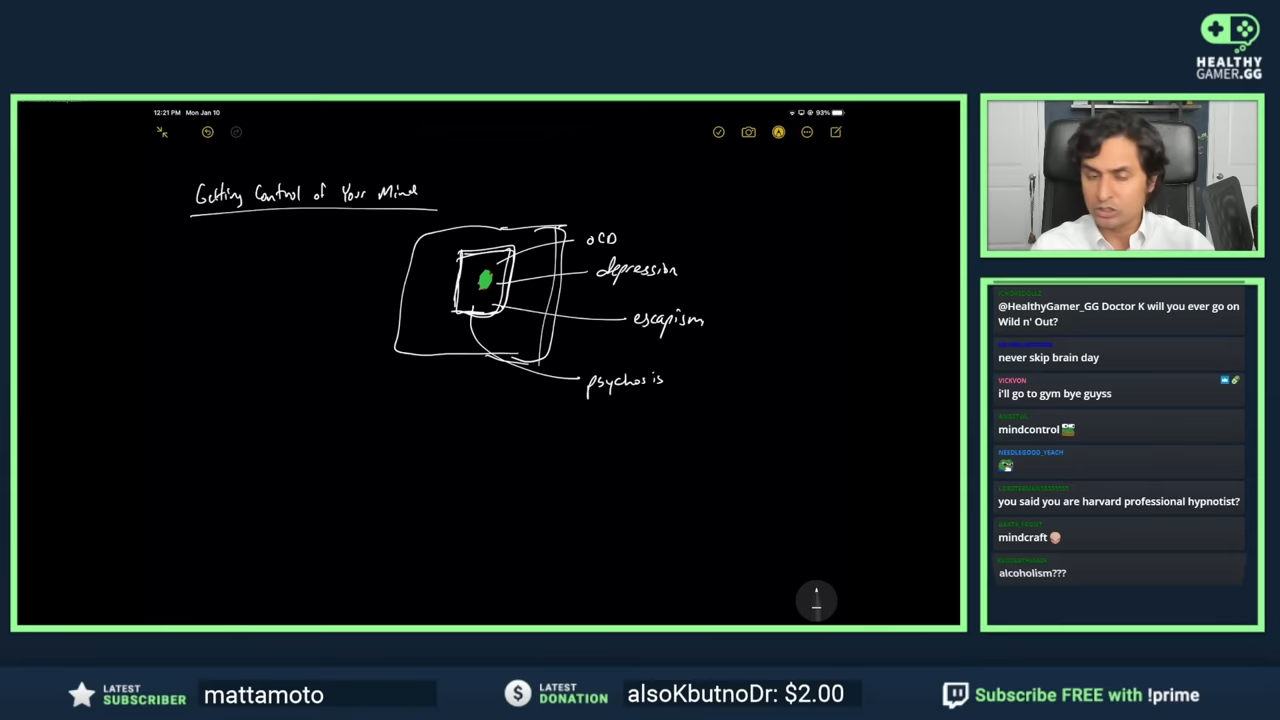 HEALTHY
GAMER.GG
12:21 PM Mon Jan 10
93%
Getting Control of Your Mind
OCD
depression
escapism
psychosis
@HealthyGamer_GG Doctor K will you ever go on
Wild n' Out?
never skip brain day
VICKVON
i'll go to gym bye guyss
mindcontrol
NEEDLEGOOD_YEACH
you said you are harvard professional hypnotist?
mindcraft
alcoholism???
LATEST
SUBSCRIBER
mattamoto
$
LATEST
DONATION
alsoKbutnoDr: $2.00
Subscribe FREE with !prime